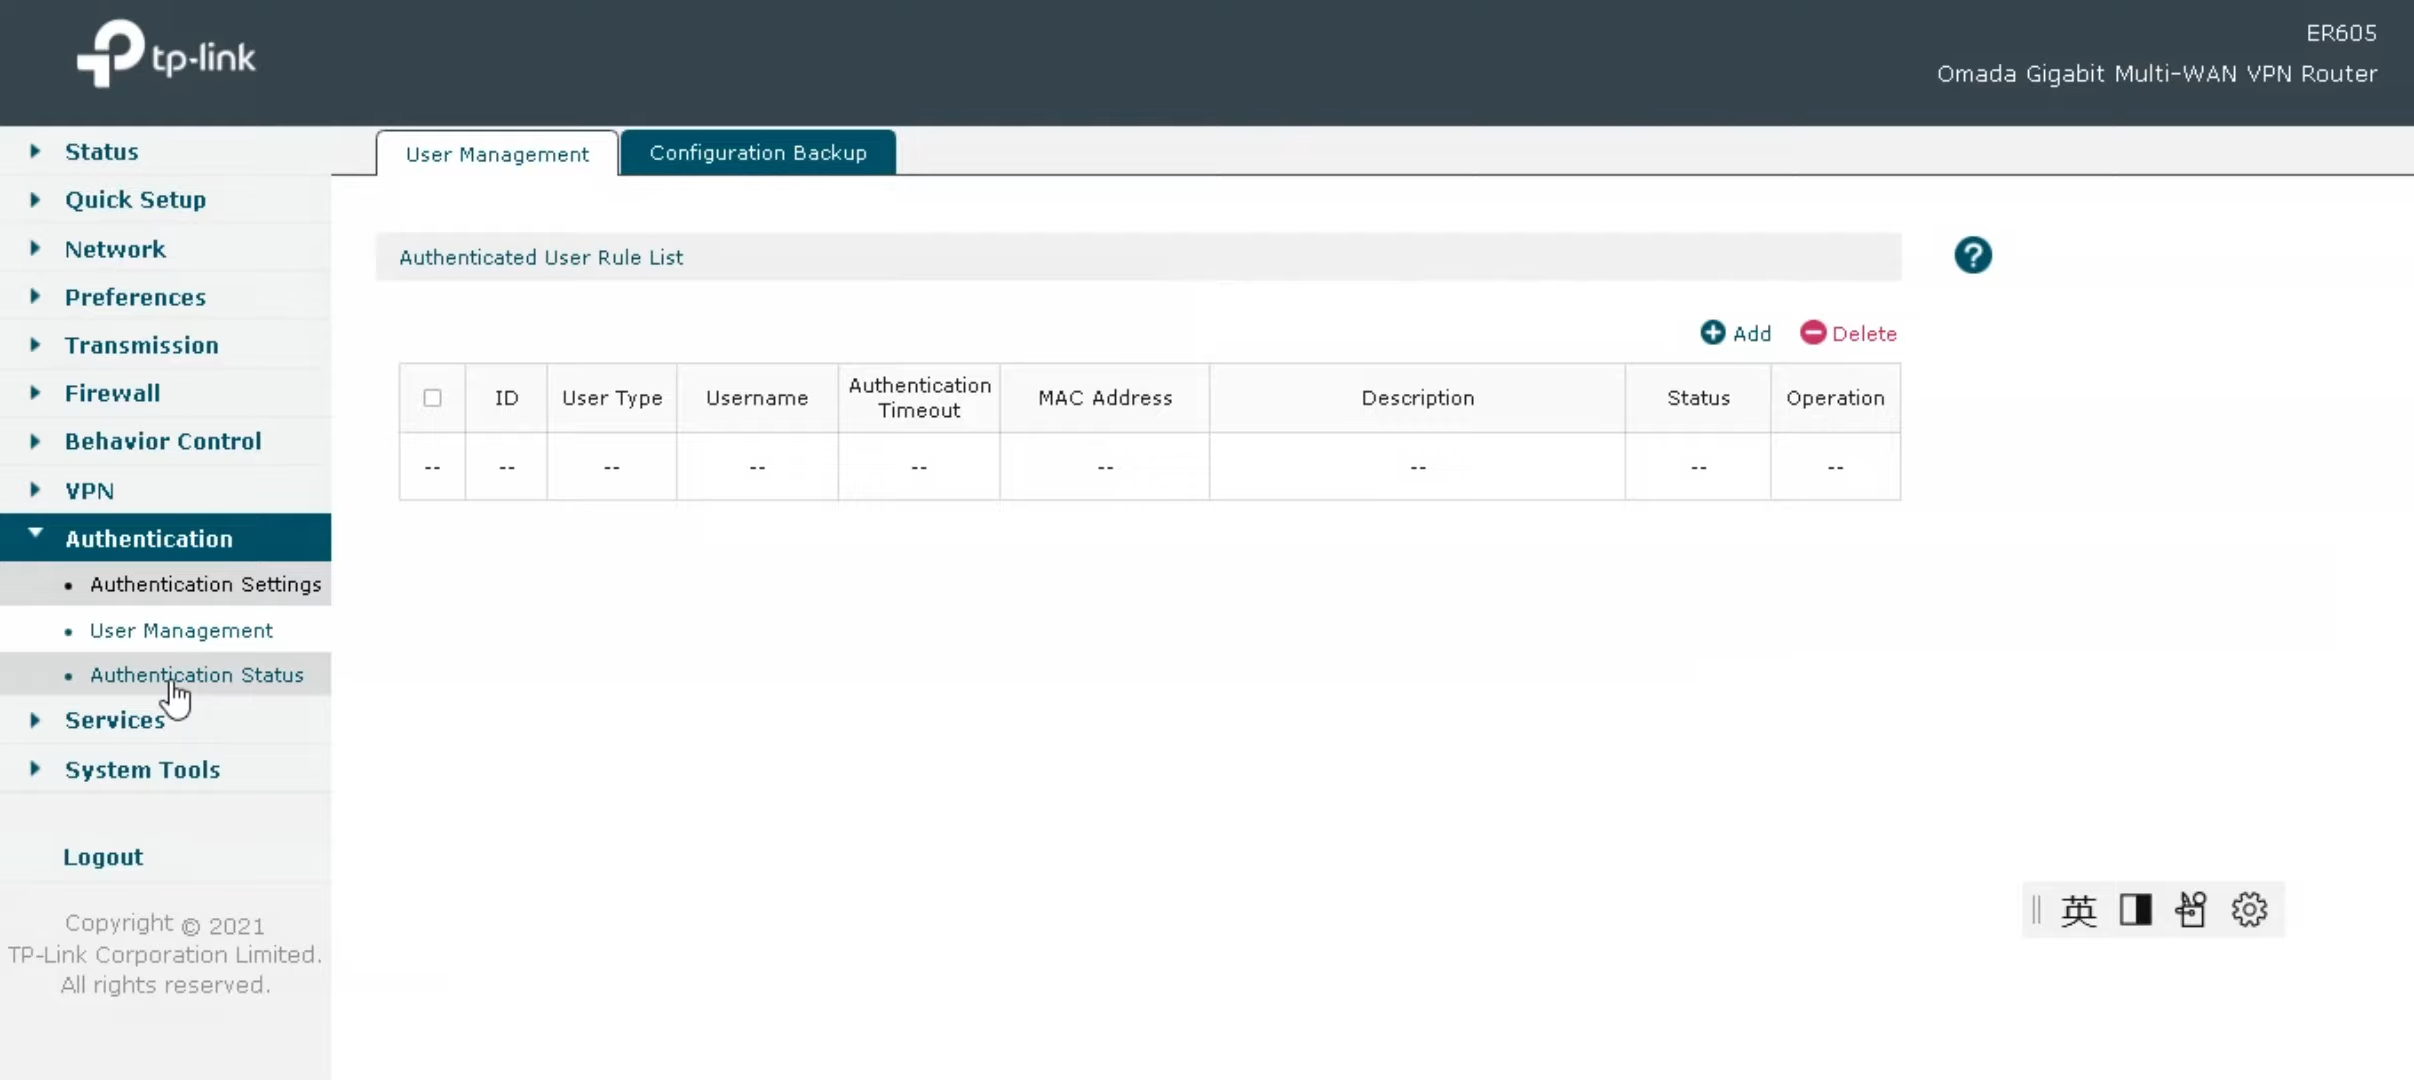 tp-link
ER605
Omada Gigabit Multi-WAN VPN Router
Status
Quick Setup
Network
Preferences
Transmission
Firewall
Behavior Control
VPN
Authentication
Authentication Settings
User Management
Authentication Status
Services
System Tools
Logout
Copyright © 2021
TP-Link Corporation Limited.
All rights reserved.
User Management
Configuration Backup
Authenticated User Rule List
?
Add
Delete
ID User Type Username Authentication Timeout MAC Address Description Status Operation
-- -- -- -- -- -- -- -- --
英